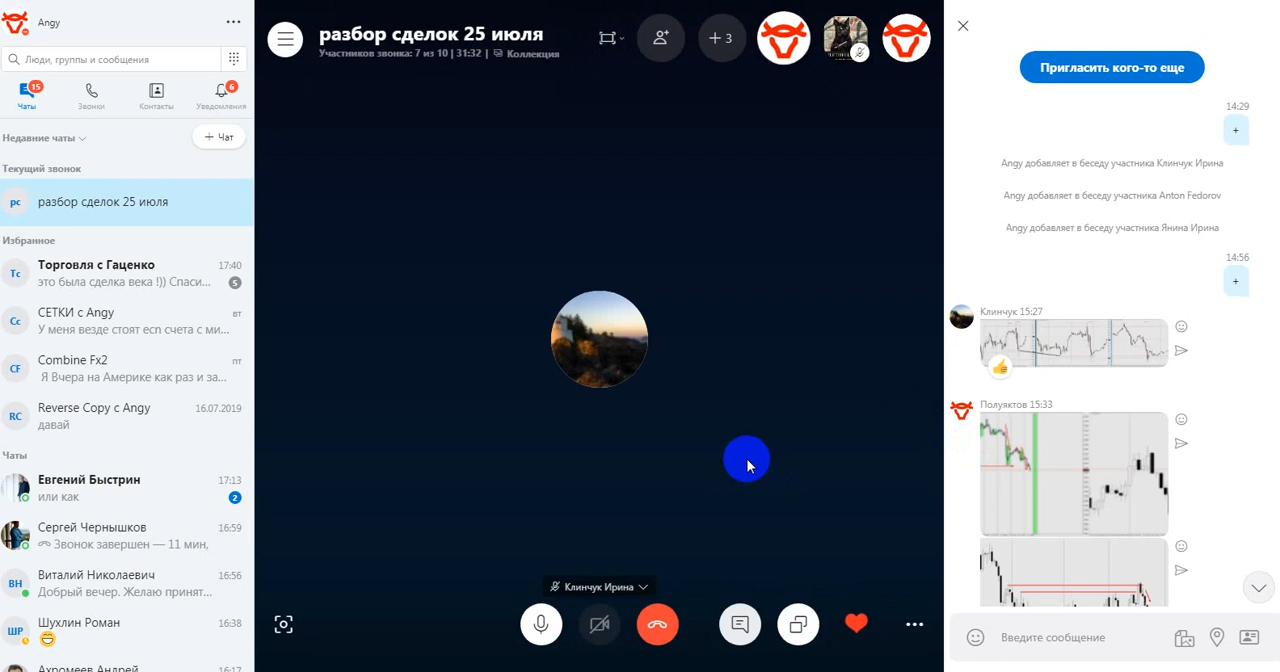 Angy
Люди, группы и сообщения
15
6
Чаты
Звонки
Контакты
Уведомления
Недавние чаты
+ Чат
Текущий звонок
рс
разбор сделок 25 июля
Избранное
Тс
Торговля с Гаценко
17:40
это была сделка века !)) Спаси...
5
Сс
СЕТКИ с Angy
вт
У меня везде стоят есn счета с ми...
CF
Combine Fx2
пт
Я Вчера на Америке как раз и за...
RC
Reverse Copy с Angy
16.07.2019
давай
Чаты
Евгений Быстрин
17:13
или как
2
Сергей Чернышков
16:59
Звонок завершен — 11 мин,
ВН
Виталий Николаевич
16:56
Добрый вечер. Желаю принят...
ШР
Шухлин Роман
16:38
Ахромеев Андрей
16:17
разбор сделок 25 июля
Участников звонка: 7 из 10 | 31:32 | Коллекция
+ 3
Клинчук Ирина
Пригласить кого-то еще
14:29
+
Angy добавляет в беседу участника Клинчук Ирина
Angy добавляет в беседу участника Anton Fedorov
Angy добавляет в беседу участника Янина Ирина
14:56
+
Клинчук 15:27
Полуяктов 15:33
Введите сообщение